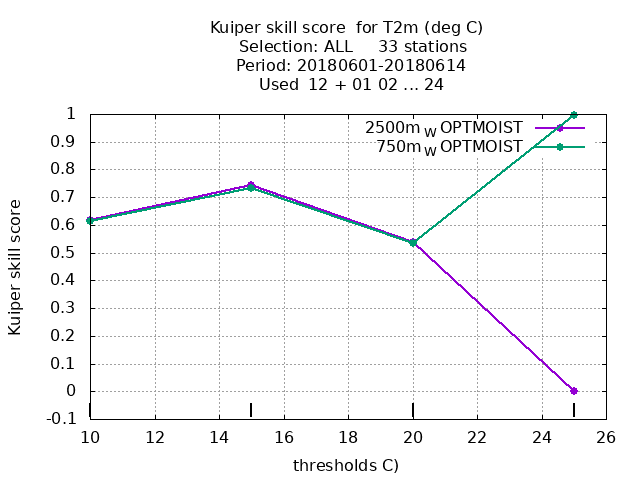 Kuiper skill score for T2m (deg C)
Selection: ALL 33 stations
Period: 20180601-20180614
Used 12 + 01 02 ... 24
1
0.9
0.8
0.7
0.6
0.5
0.4
0.3
0.2
0.1
0
-0.1
Kuiper skill score
2500m_W OPTMOIST
750m_W OPTMOIST
10 12 14 16 18 20 22 24 26
thresholds C)